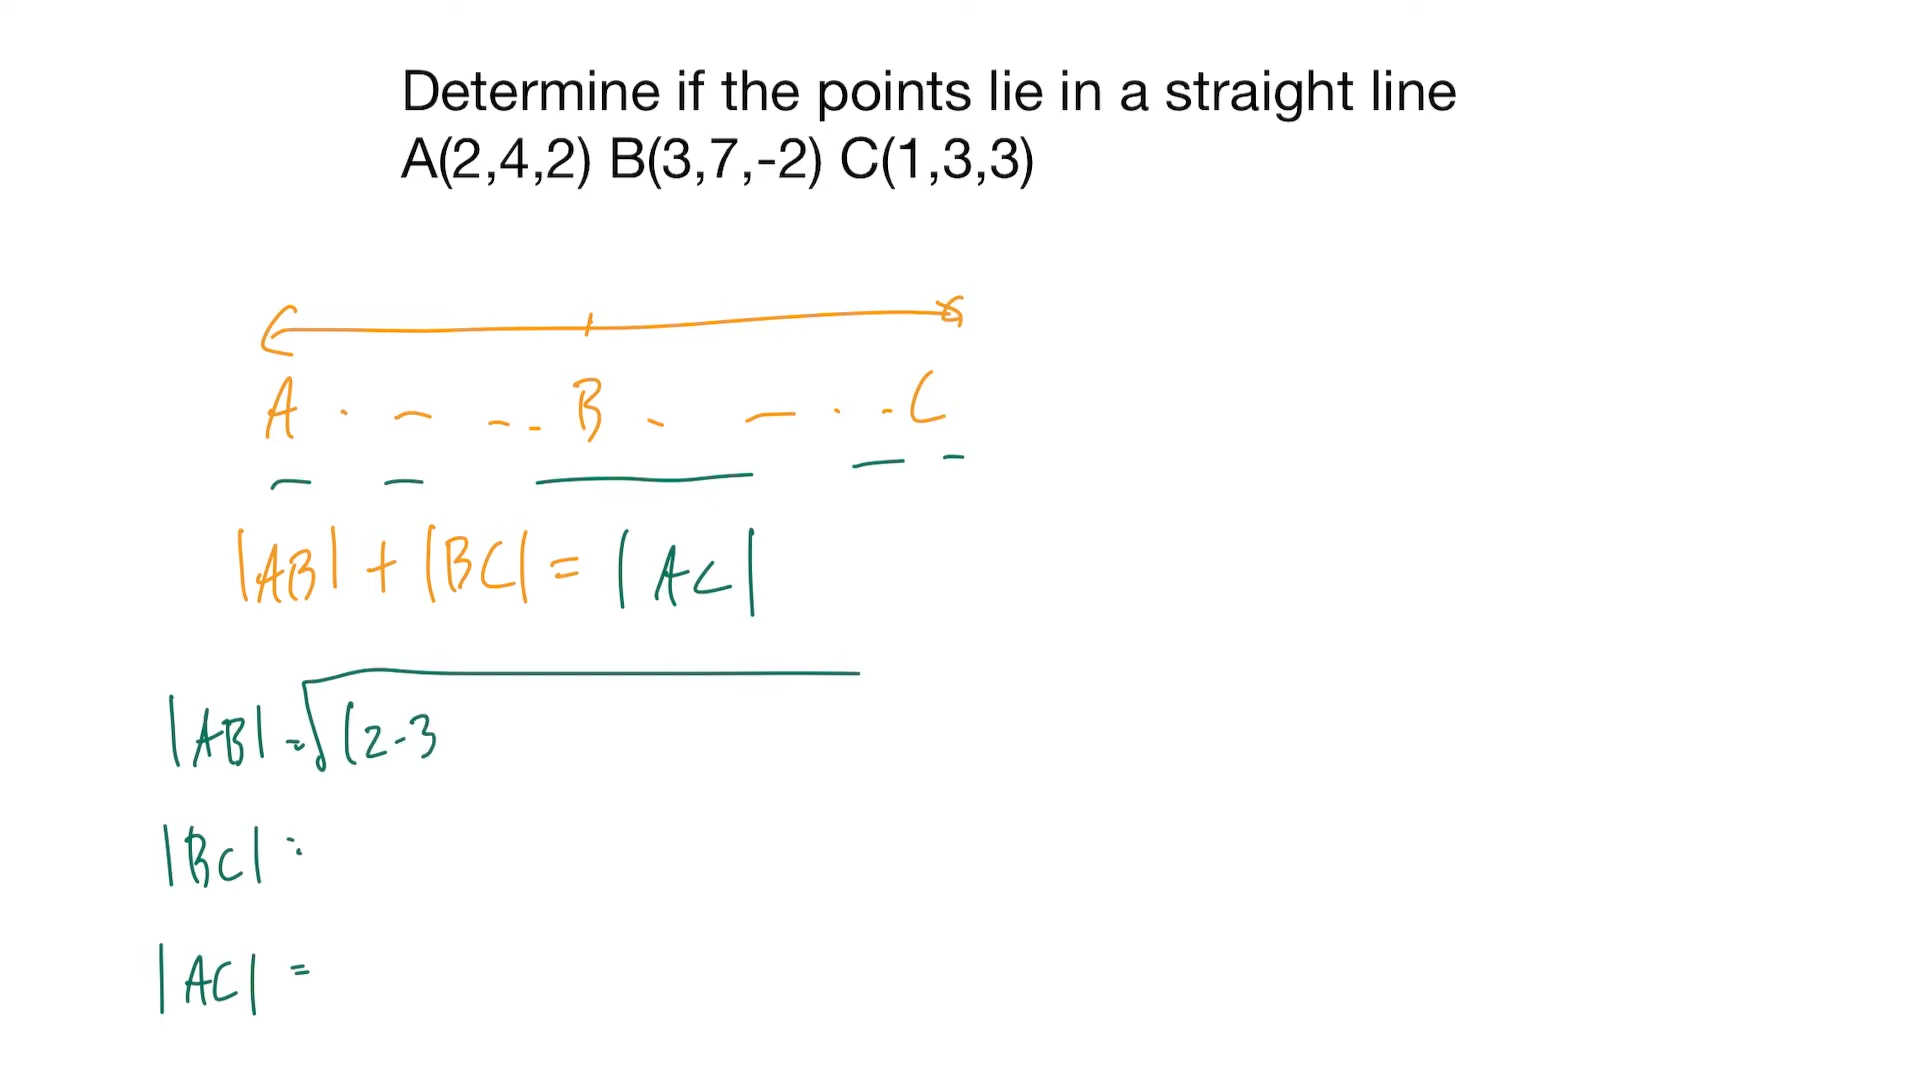 Determine if the points lie in a straight line
A(2,4,2) B(3,7,-2) C(1,3,3)
A B C
|AB| + |BC| = |AC|
|AB| = √(2-3
|BC| =
|AC| =